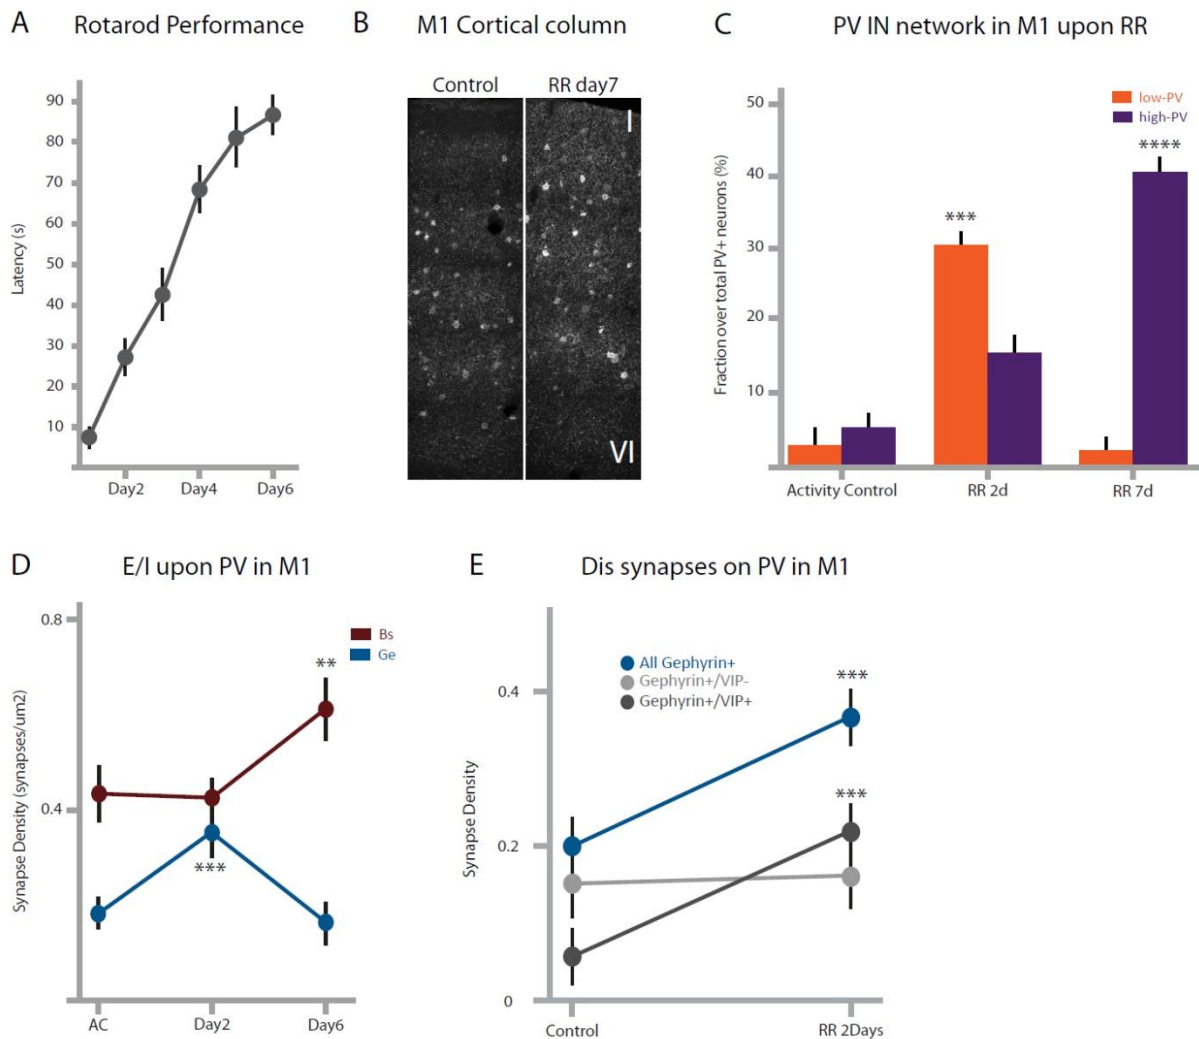 A Rotarod Performance
90
80
70
60
50
40
30
20
10
Latency (s)
Day2 Day4 Day6
B M1 Cortical column
Control RR day7
I
VI
C PV IN network in M1 upon RR
low-PV
high-PV
50
40
30
20
10
Fraction over total PV+ neurons (%)
***
****
Activity Control RR 2d RR 7d
D E/I upon PV in M1
0.8
0.4
Synapse Density (synapses/um2)
Bs
Ge
**
***
AC Day2 Day6
E Dis synapses on PV in M1
All Gephyrin+
Gephyrin+/VIP-
Gephyrin+/VIP+
0.4
0.2
0
Synapse Density
***
***
Control RR 2Days